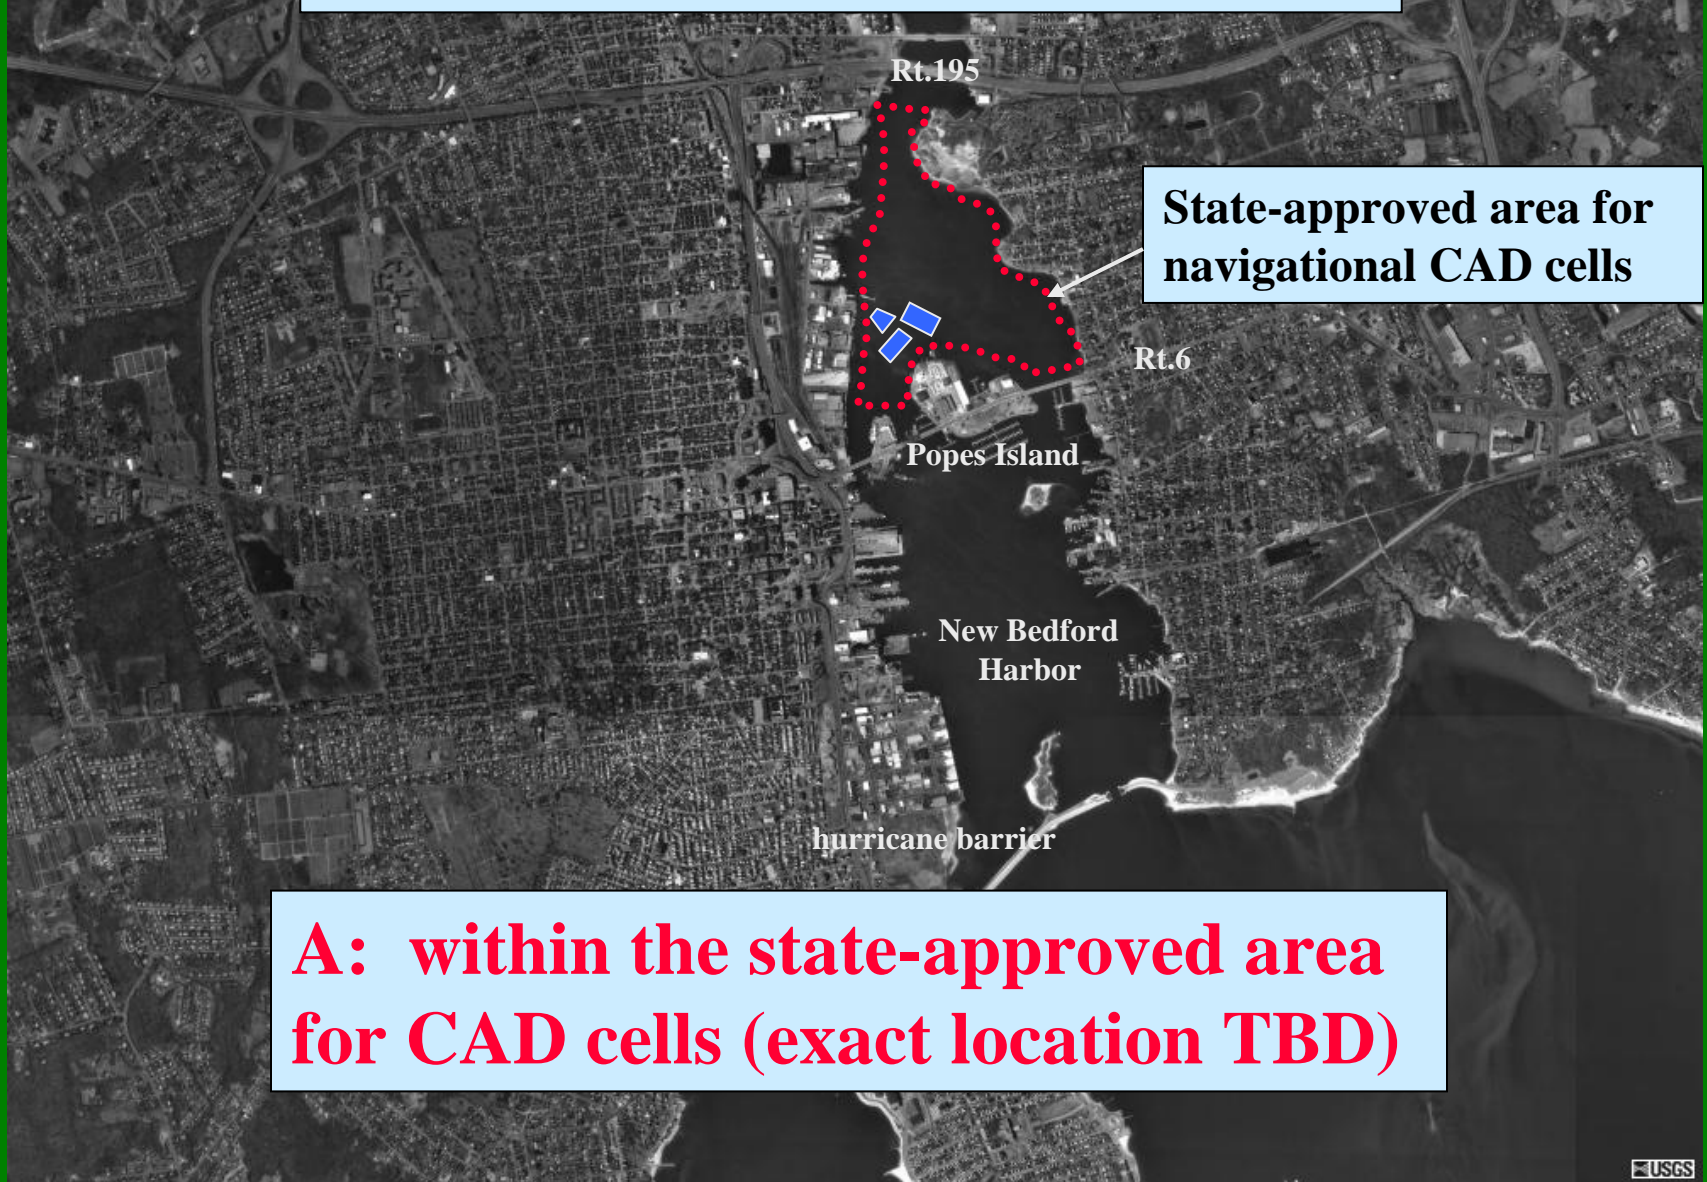 Rt.195
State-approved area for
navigational CAD cells
Rt.6
Popes Island
New Bedford
Harbor
hurricane barrier
A: within the state-approved area
for CAD cells (exact location TBD)
USGS